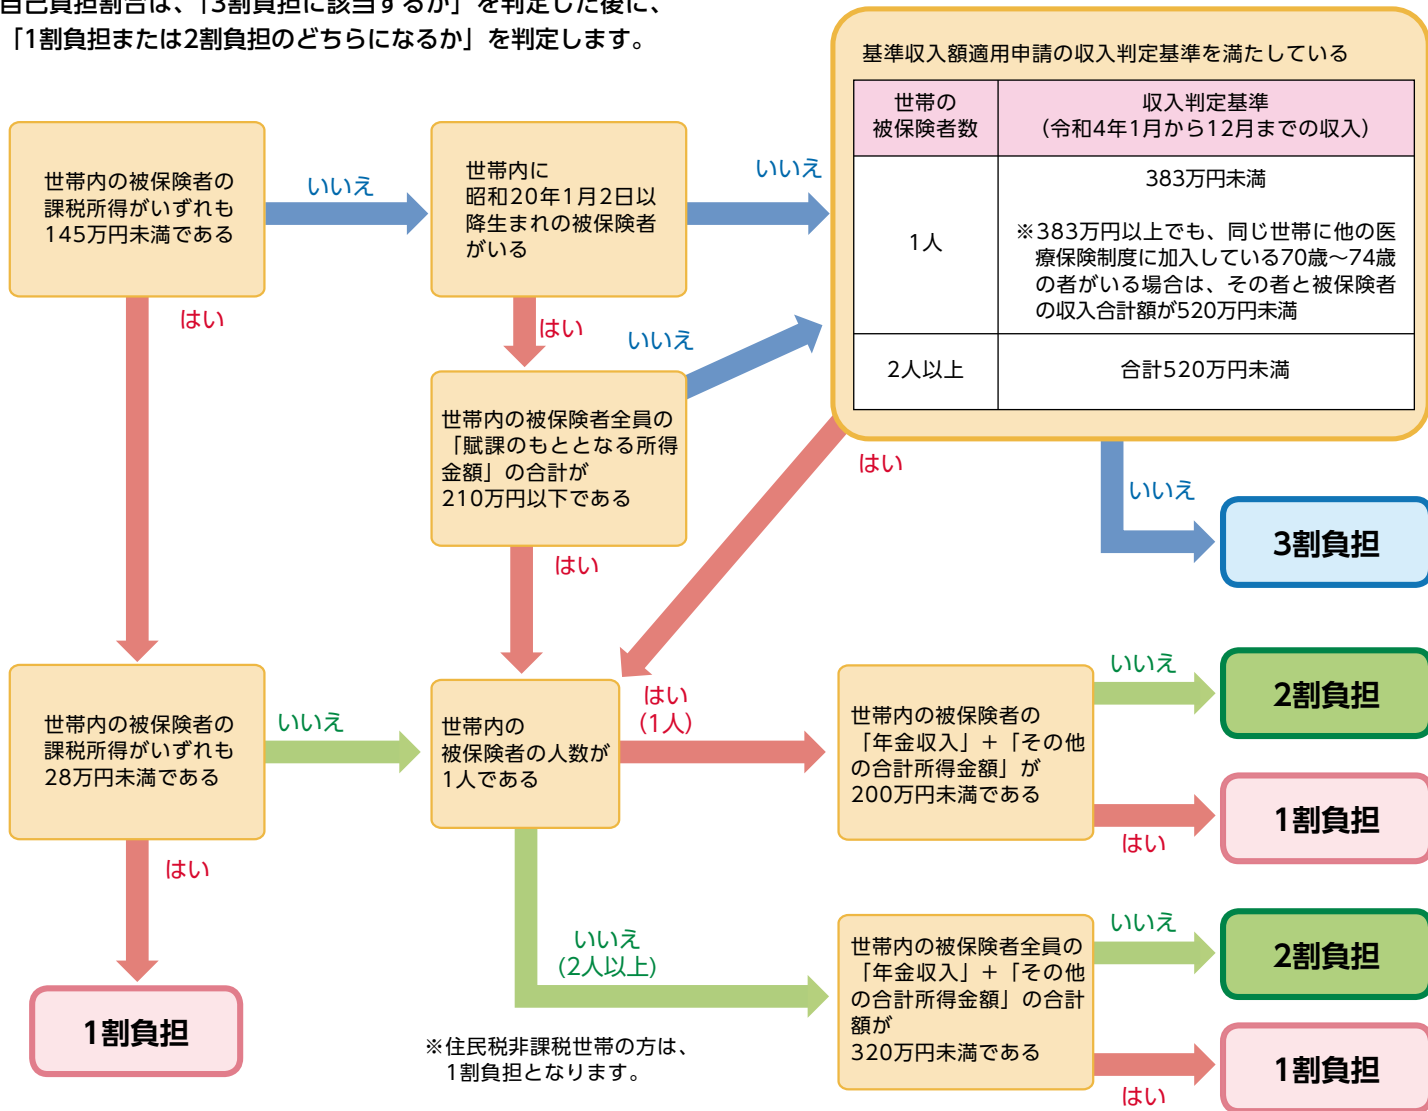 自己負担割合は、「3割負担に該当するか」を判定した後に、
「1割負担または2割負担のどちらになるか」を判定します。
基準収入額適用申請の収入判定基準を満たしている
世帯の
被保険者数
収入判定基準
（令和4年1月から12月までの収入）
1人
383万円未満
※383万円以上でも、同じ世帯に他の医
療保険制度に加入している70歳～74歳
の者がいる場合は、その者と被保険者
の収入合計額が520万円未満
2人以上
合計520万円未満
世帯内の被保険者の
課税所得がいずれも
145万円未満である
いいえ
世帯内に
昭和20年1月2日以
降生まれの被保険者
がいる
いいえ
はい
はい
いいえ
世帯内の被保険者全員の
「賦課のもととなる所得
金額」の合計が
210万円以下である
はい
はい
いいえ
3割負担
世帯内の被保険者の
課税所得がいずれも
28万円未満である
いいえ
世帯内の
被保険者の人数が
1人である
はい
(1人)
世帯内の被保険者の
「年金収入」＋「その他
の合計所得金額」が
200万円未満である
いいえ
2割負担
はい
1割負担
はい
1割負担
いいえ
(2人以上)
世帯内の被保険者全員の
「年金収入」＋「その他
の合計所得金額」の合計
額が
320万円未満である
いいえ
2割負担
はい
1割負担
※住民税非課税世帯の方は、
1割負担となります。